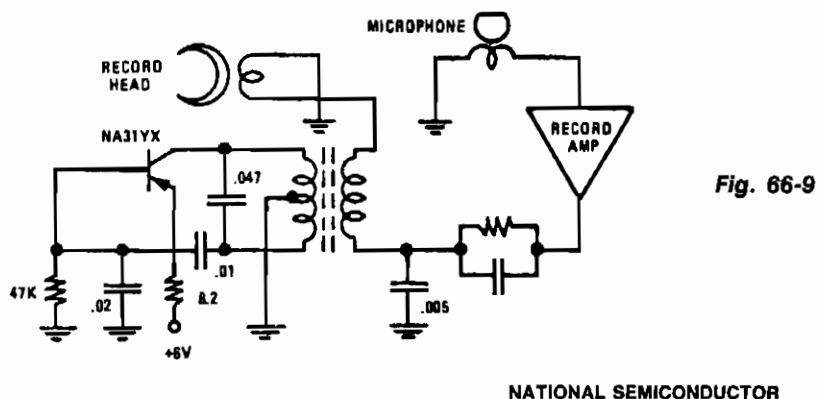 MICROPHONE
RECORD
HEAD
NA31YX
RECORD
AMP
.047
Fig. 66-9
.01
47K
.02
8.2
.005
+6V
NATIONAL SEMICONDUCTOR